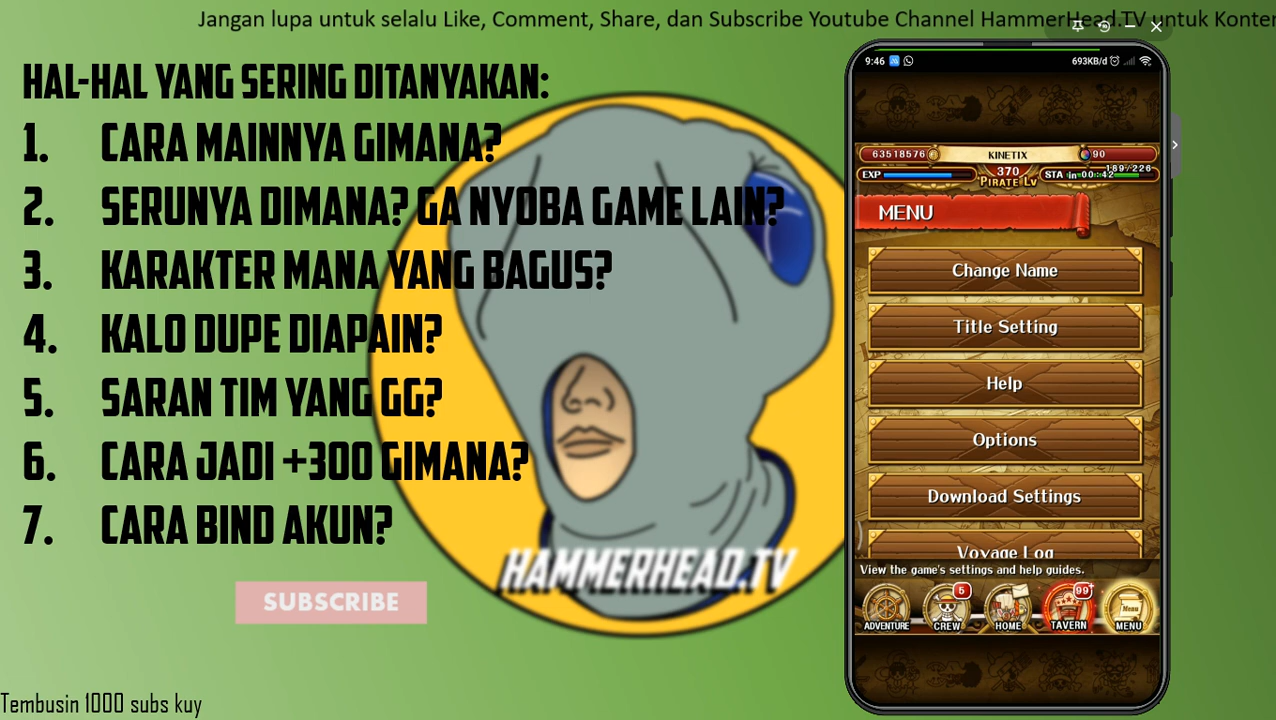 Jangan lupa untuk selalu Like, Comment, Share, dan Subscribe Youtube Channel HammerHead.TV untuk Konten
HAL-HAL YANG SERING DITANYAKAN:
1. CARA MAINNYA GIMANA?
2. SERUNYA DIMANA? GA NYOBA GAME LAIN?
3. KARAKTER MANA YANG BAGUS?
4. KALO DUPE DIAPAIN?
5. SARAN TIM YANG GG?
6. CARA JADI +300 GIMANA?
7. CARA BIND AKUN?
HAMMERHEAD.TV
SUBSCRIBE
Tembusin 1000 subs kuy
9:46 693KB/d
63518576 KINETIX 90
EXP 370 STA in 00:42 189/226
PIRATE LV
MENU
Change Name
Title Setting
Help
Options
Download Settings
Voyage Log
View the game's settings and help guides.
5 99+
ADVENTURE CREW HOME TAVERN Menu MENU